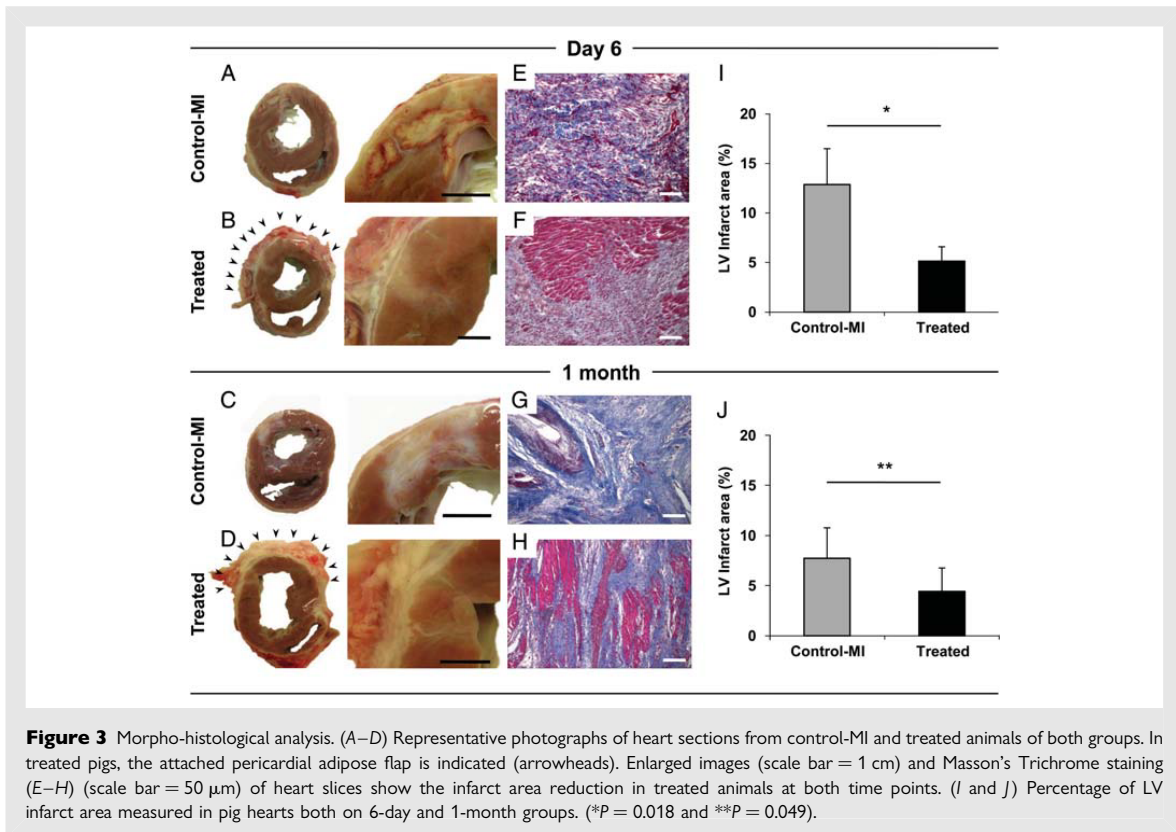 Day 6
A
Control-MI
B
Treated
E
F
I
LV Infarct area (%)
20
15
10
5
0
*
Control-MI
Treated
1 month
C
Control-MI
D
Treated
G
H
J
LV Infarct area (%)
20
15
10
5
0
**
Control-MI
Treated
Figure 3 Morpho-histological analysis. (A–D) Representative photographs of heart sections from control-MI and treated animals of both groups. In
treated pigs, the attached pericardial adipose flap is indicated (arrowheads). Enlarged images (scale bar = 1 cm) and Masson's Trichrome staining
(E–H) (scale bar = 50 μm) of heart slices show the infarct area reduction in treated animals at both time points. (I and J) Percentage of LV
infarct area measured in pig hearts both on 6-day and 1-month groups. (*P = 0.018 and **P = 0.049).